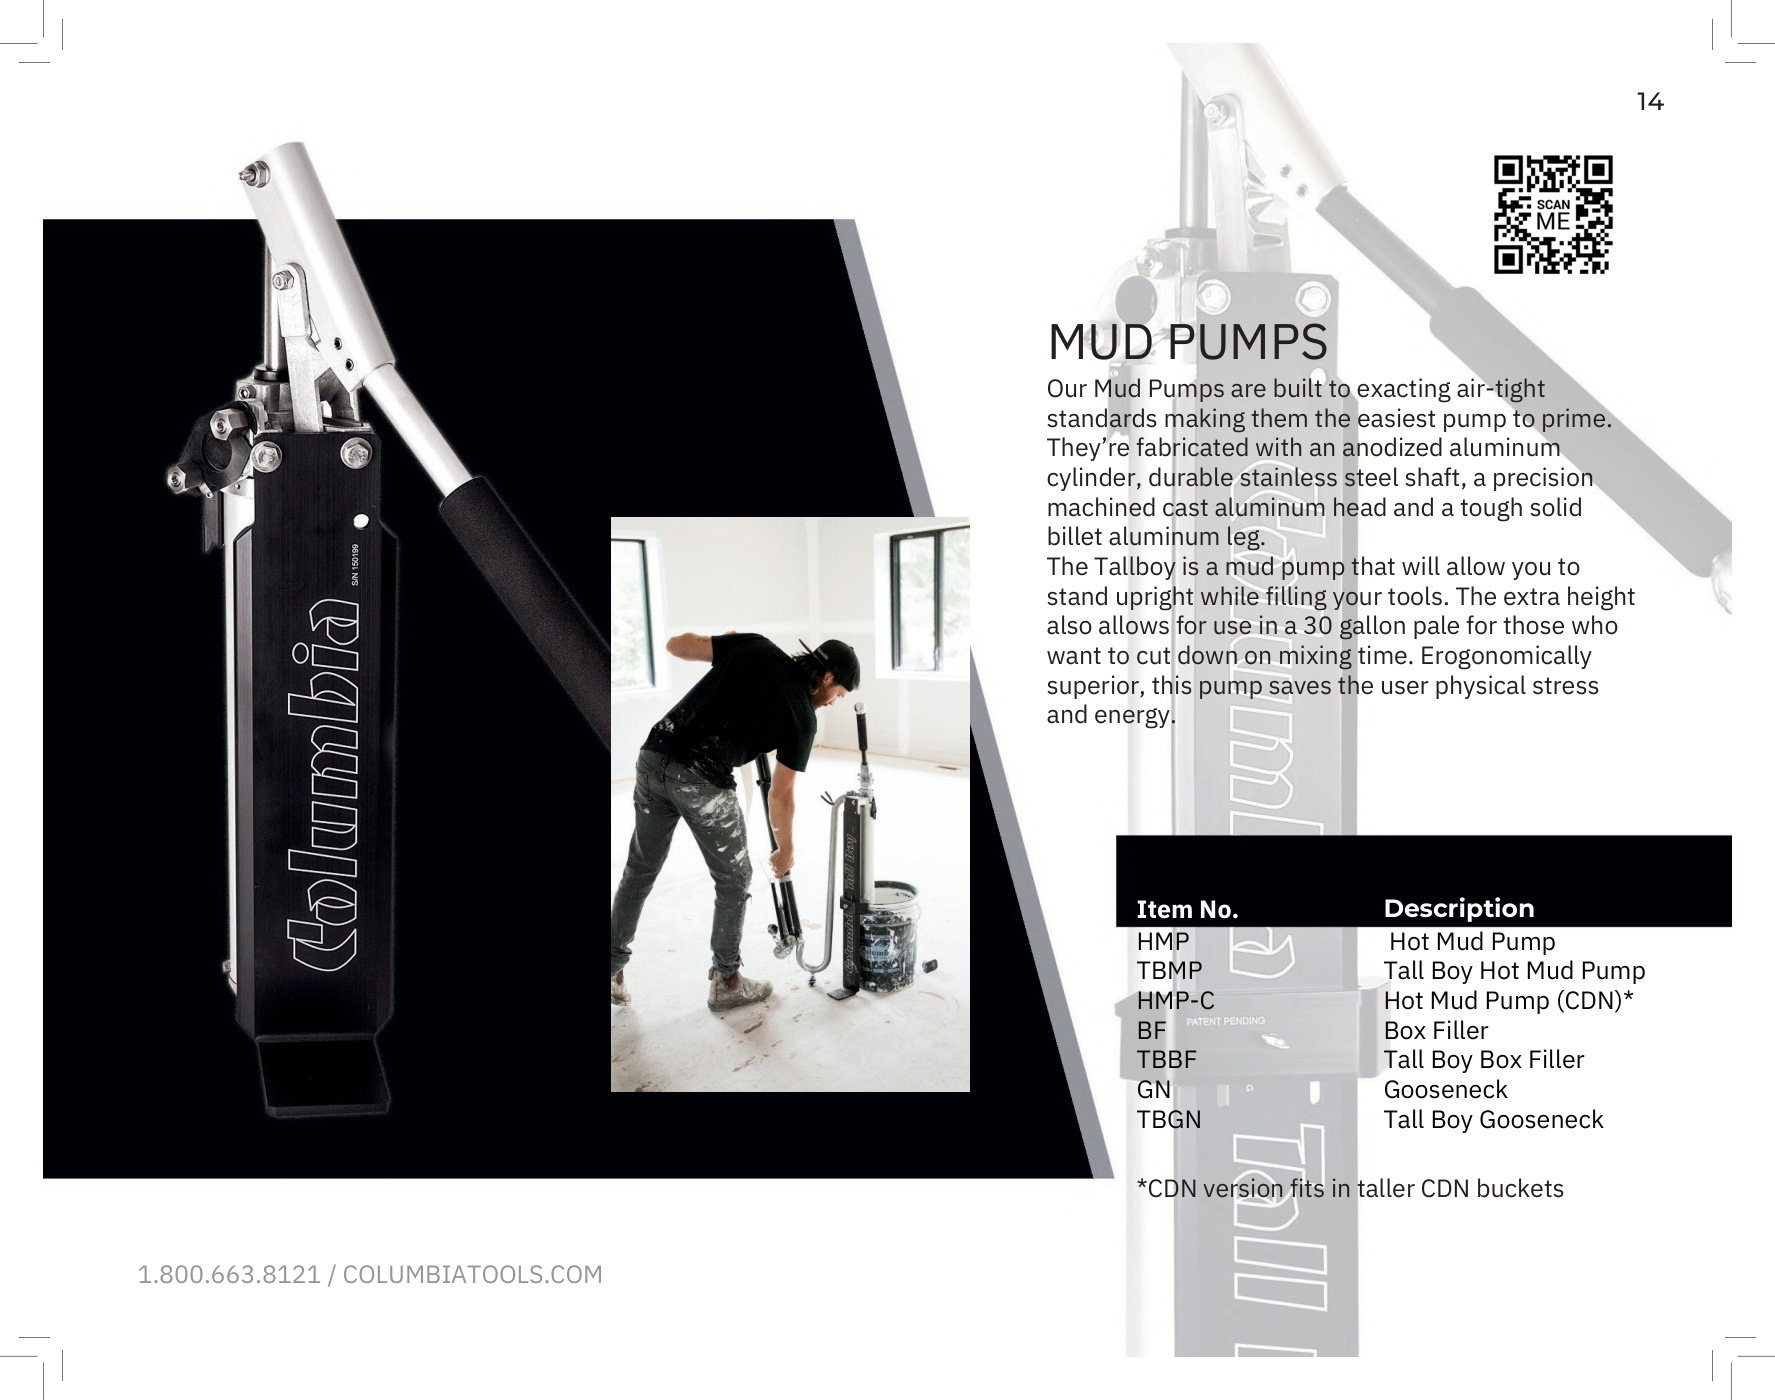 14
SCAN
ME
MUD PUMPS
Our Mud Pumps are built to exacting air-tight
standards making them the easiest pump to prime.
They’re fabricated with an anodized aluminum
cylinder, durable stainless steel shaft, a precision
machined cast aluminum head and a tough solid
billet aluminum leg.
The Tallboy is a mud pump that will allow you to
stand upright while filling your tools. The extra height
also allows for use in a 30 gallon pale for those who
want to cut down on mixing time. Erogonomically
superior, this pump saves the user physical stress
and energy.
S/N 150199
Columbia
Columbia
Tall Boy
Columbia
Item No. Description
HMP Hot Mud Pump
TBMP Tall Boy Hot Mud Pump
HMP-C Hot Mud Pump (CDN)*
BF Box Filler
TBBF Tall Boy Box Filler
GN Gooseneck
TBGN Tall Boy Gooseneck
PATENT PENDING
Tall
*CDN version fits in taller CDN buckets
1.800.663.8121 / COLUMBIATOOLS.COM